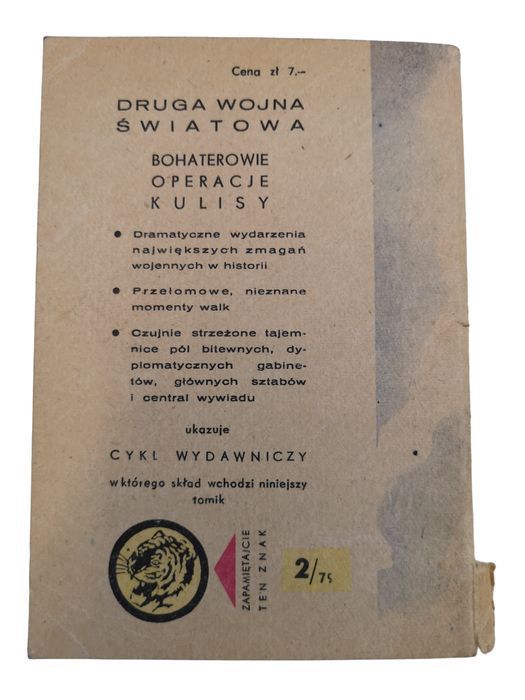 Cena zł 7,—
DRUGA WOJNA
ŚWIATOWA
BOHATEROWIE
OPERACJE
KULISY
● Dramatyczne wydarzenia
największych zmagań
wojennych w historii
● Przełomowe, nieznane
momenty walk
● Czujnie strzeżone tajem-
nice pól bitewnych, dy-
plomatycznych gabine-
tów, głównych sztabów
i central wywiadu
ukazuje
CYKL WYDAWNICZY
w którego skład wchodzi niniejszy
tomik
ZAPAMIĘTAJCIE
TEN ZNAK
2/75